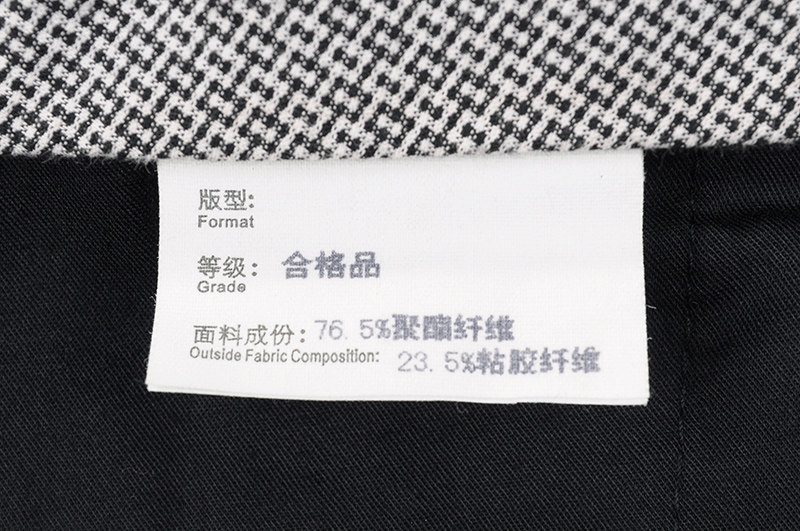 版型:
Format
等级: 合格品
Grade
面料成份: 76.5%聚酯纤维
Outside Fabric Composition: 23.5%粘胶纤维